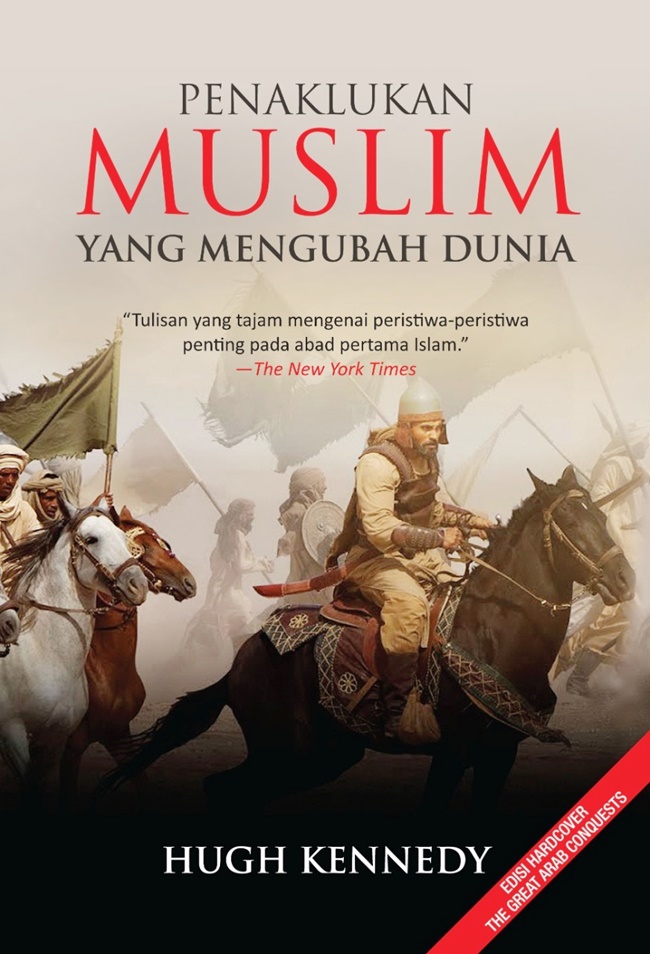 PENAKLUKAN
MUSLIM
YANG MENGUBAH DUNIA
“Tulisan yang tajam mengenai peristiwa-peristiwa
penting pada abad pertama Islam.”
—The New York Times
HUGH KENNEDY
EDISI HARDCOVER
THE GREAT ARAB CONQUESTS